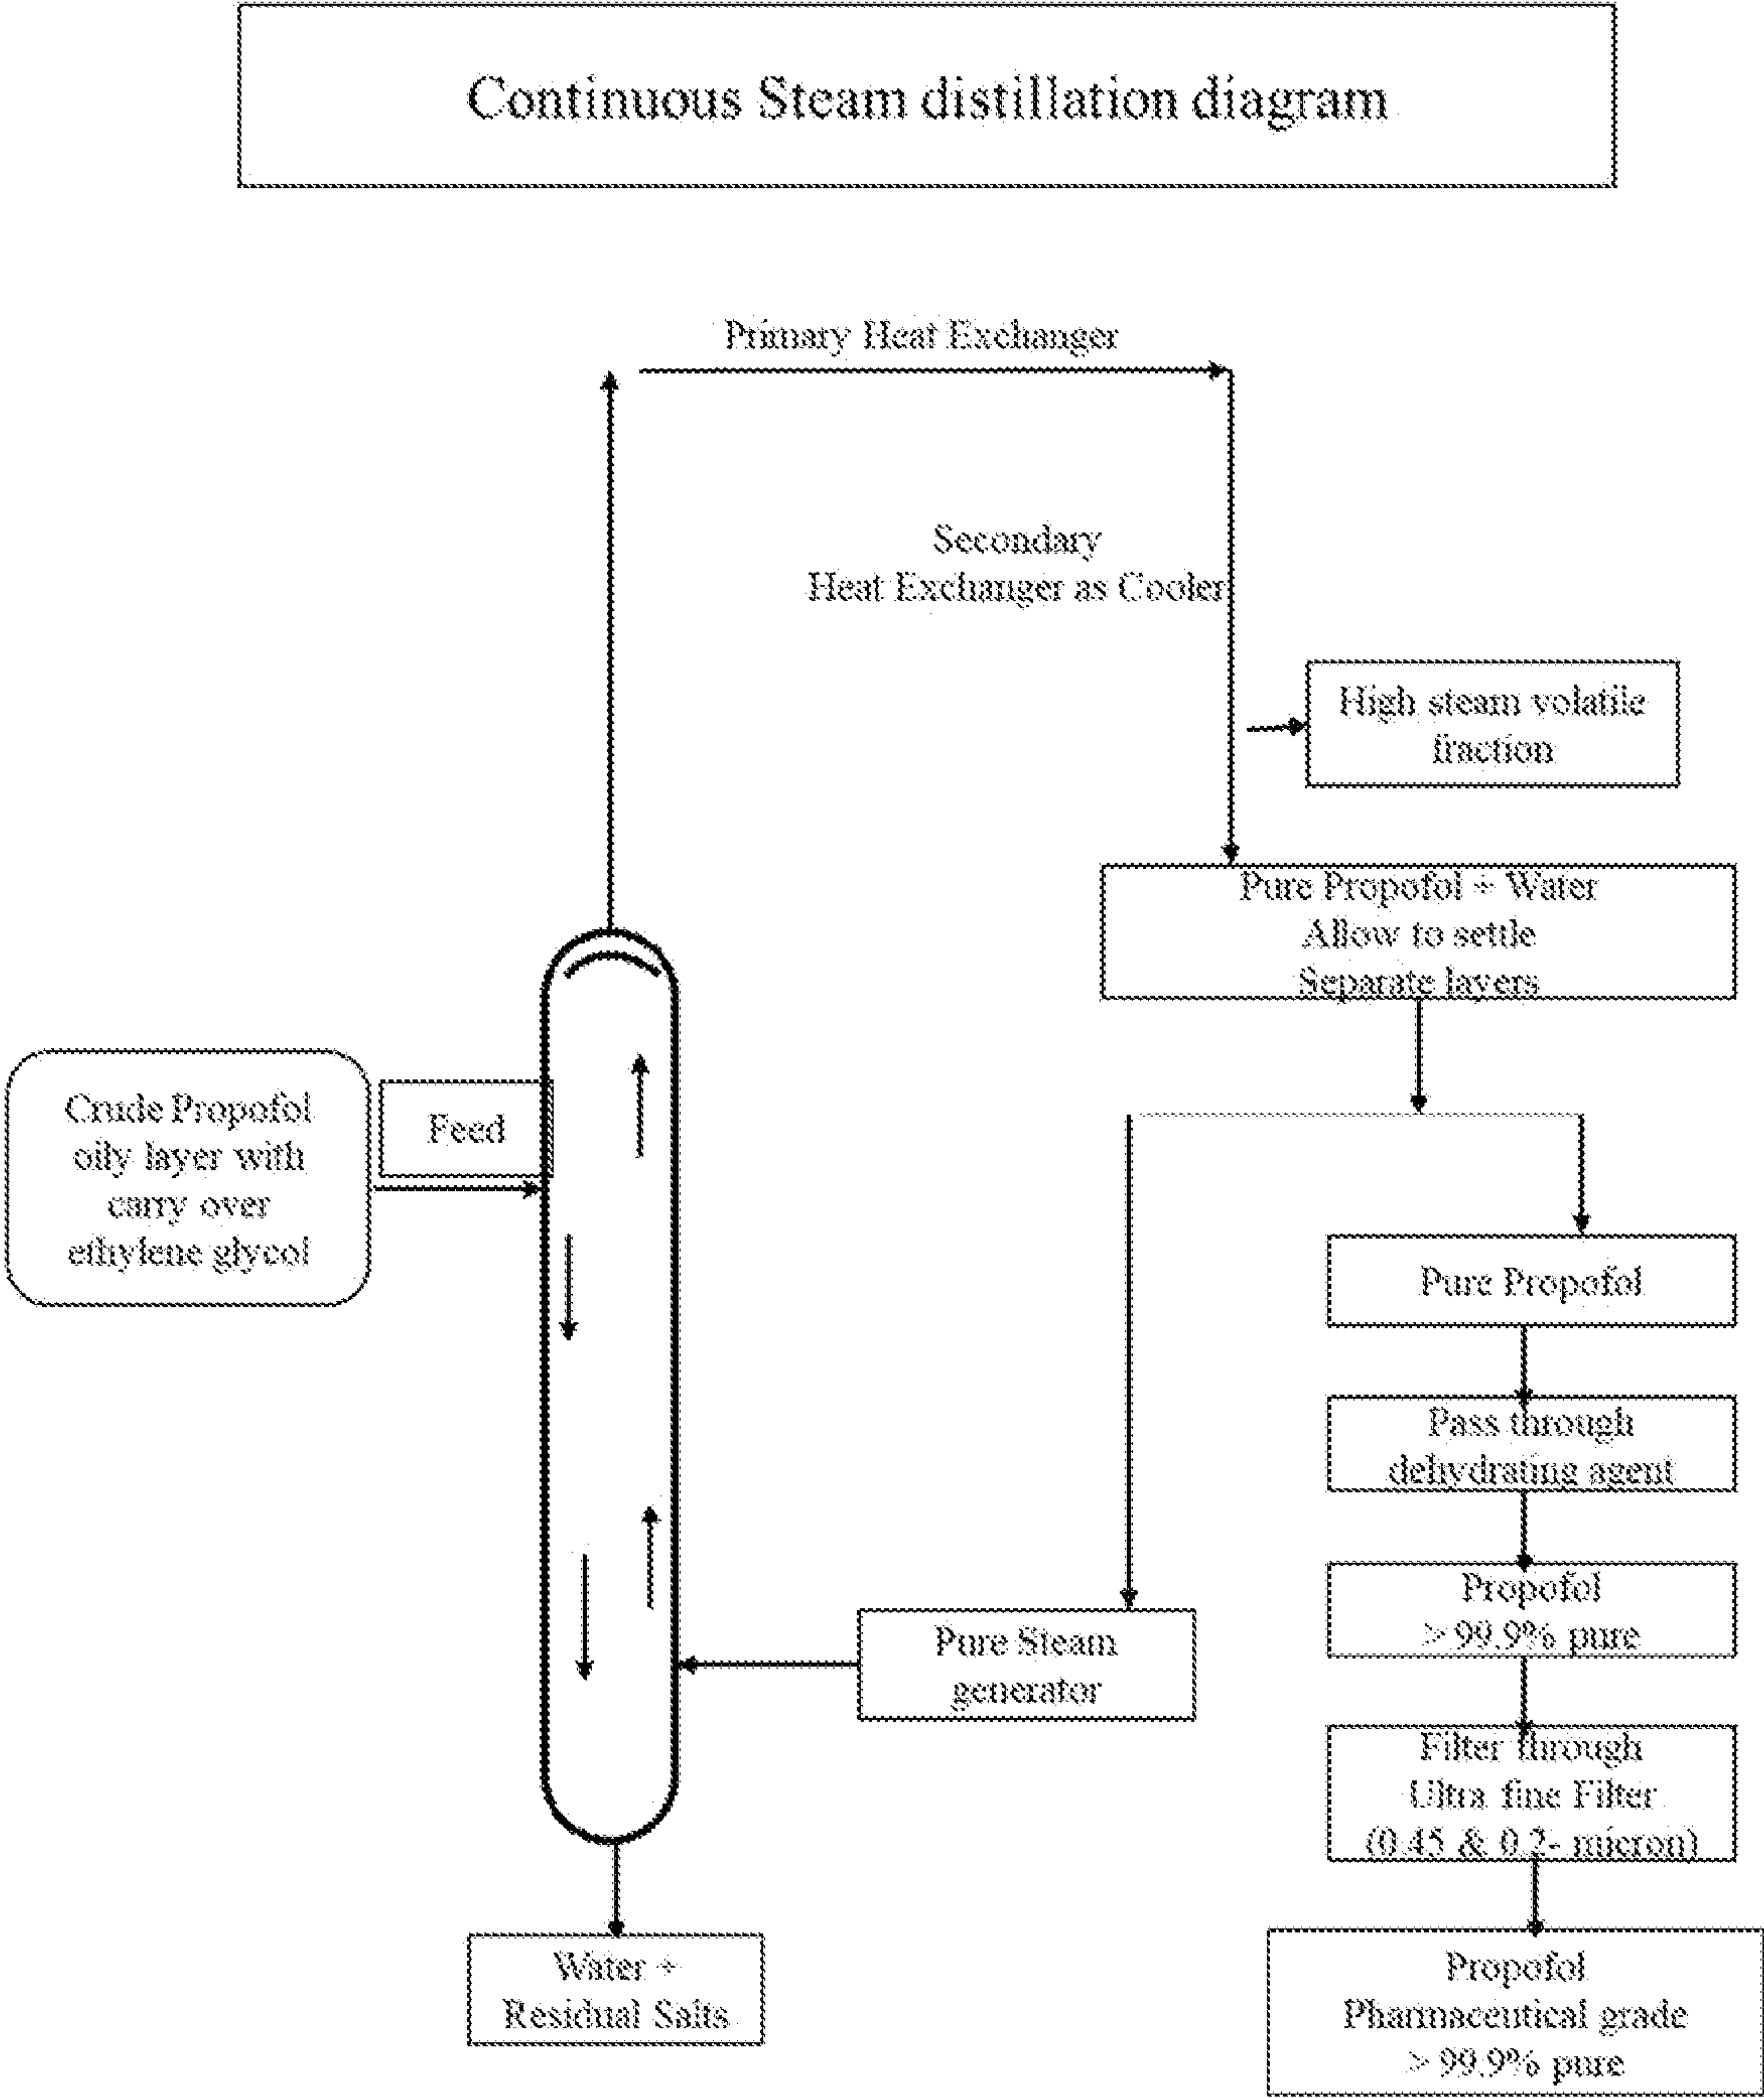 Continuous Steam distillation diagram
Primary Heat Exchanger
Secondary
Heat Exchanger as Cooler
High steam volatile
fraction
Pure Propofol + Water
Allow to settle
Separate layers
Crude Propofol
oily layer with
carry over
ethylene glycol
Feed
Pure Propofol
Pass through
dehydrating agent
Propofol
> 99.9% pure
Pure Steam
generator
Filter through
Ultra fine Filter
(0.45 & 0.2- micron)
Water +
Residual Salts
Propofol
Pharmaceutical grade
> 99.9% pure